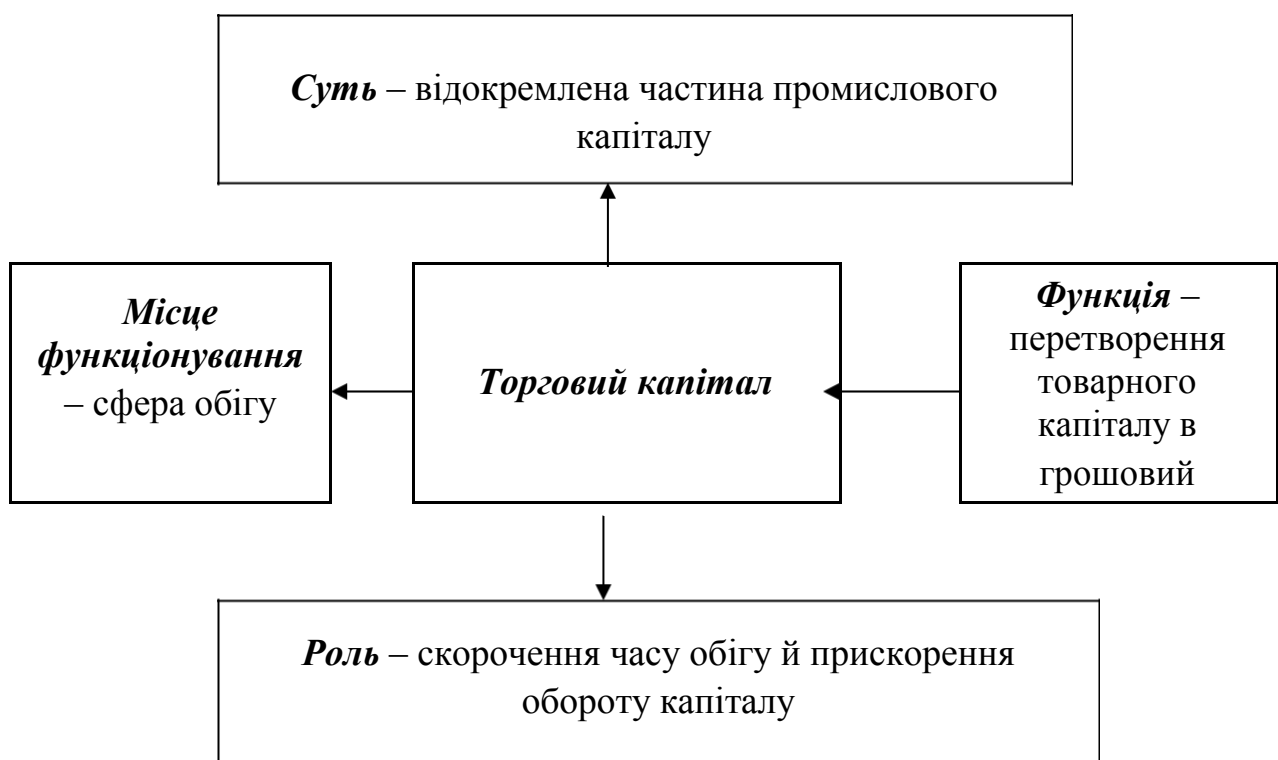 Суть – відокремлена частина промислового
капіталу
Місце
функціонування
– сфера обігу
Торговий капітал
Функція –
перетворення
товарного
капіталу в
грошовий
Роль – скорочення часу обігу й прискорення
обороту капіталу